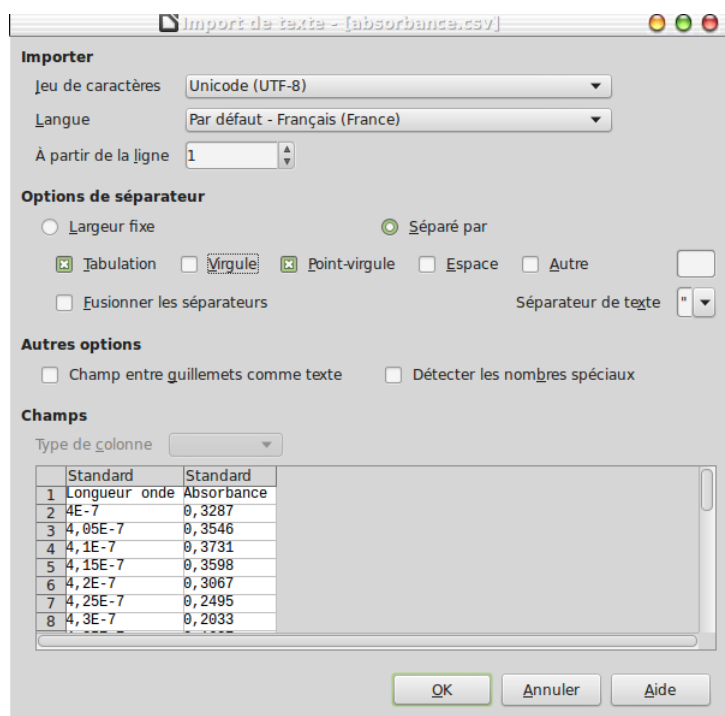 Import de texte - [absorbance.csv]
Importer
Jeu de caractères Unicode (UTF-8)
Langue Par défaut - Français (France)
À partir de la ligne 1
Options de séparateur
Largeur fixe Séparé par
Tabulation Virgule Point-virgule Espace Autre
Fusionner les séparateurs Séparateur de texte "
Autres options
Champ entre guillemets comme texte Détecter les nombres spéciaux
Champs
Type de colonne
Standard Standard
1 Longueur onde Absorbance
2 4E-7 0,3287
3 4,05E-7 0,3546
4 4,1E-7 0,3731
5 4,15E-7 0,3598
6 4,2E-7 0,3067
7 4,25E-7 0,2495
8 4,3E-7 0,2033
OK Annuler Aide